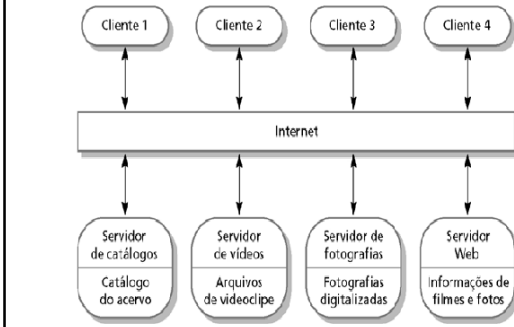 Cliente 1
Cliente 2
Cliente 3
Cliente 4
Internet
Servidor
de catálogos
Catálogo
do acervo
Servidor
de vídeos
Arquivos
de videoclipe
Servidor de
fotografias
Fotografias
digitalizadas
Servidor
Web
Informações de
filmes e fotos